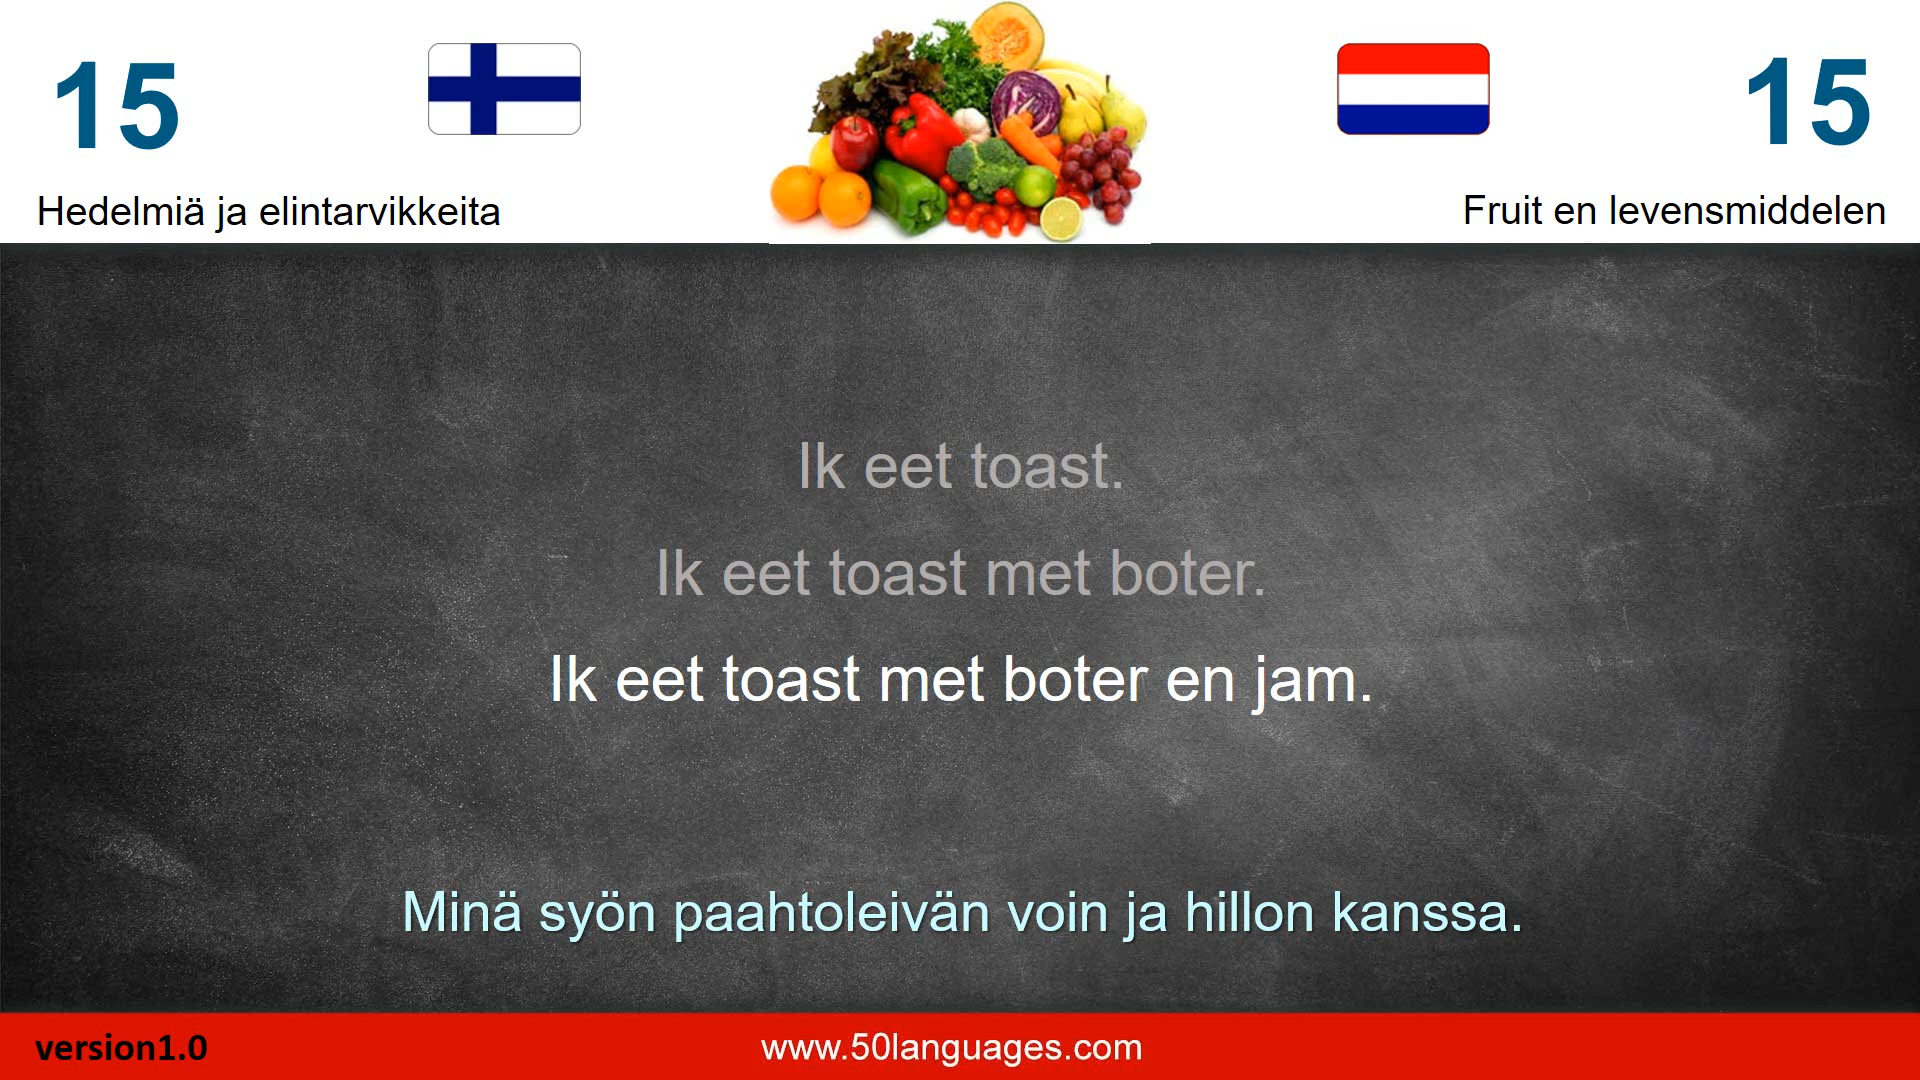 15
15
Hedelmiä ja elintarvikkeita
Fruit en levensmiddelen
Ik eet toast.
Ik eet toast met boter.
Ik eet toast met boter en jam.
Minä syön paahtoleivän voin ja hillon kanssa.
version1.0
www.50languages.com